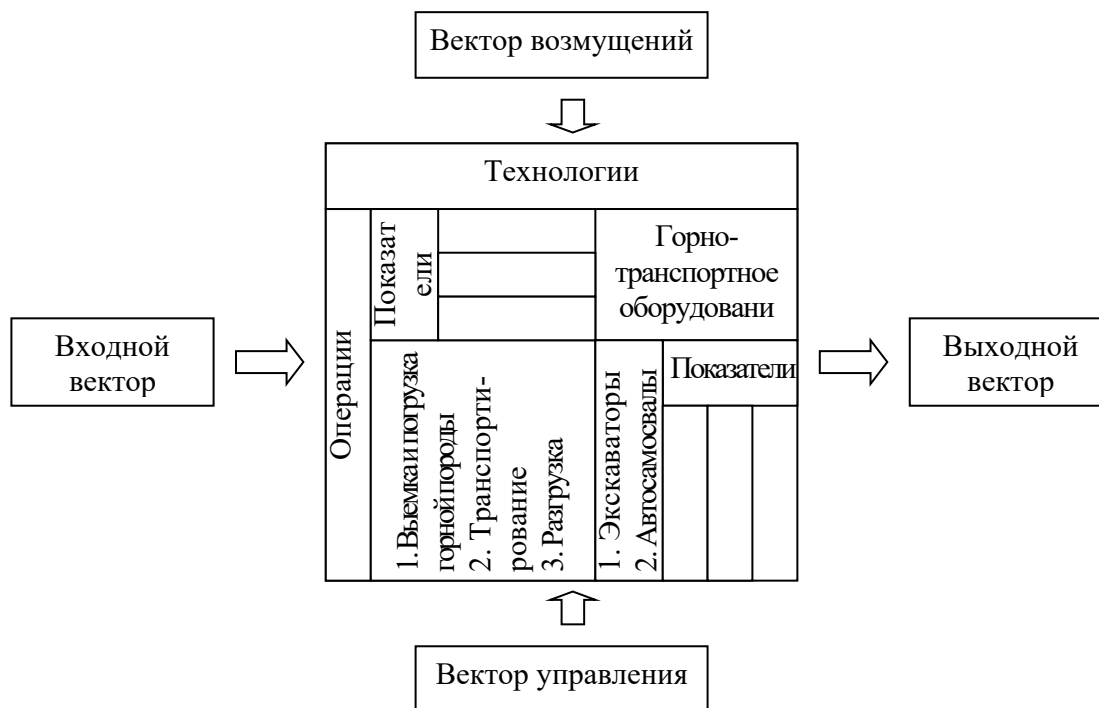 Вектор возмущений
Технологии
Операции
Показат
ели
Горно-
транспортное
оборудовани
Входной
вектор
1. Выемка и погрузка
горной породы
2. Транспорти-
рование
3. Разгрузка
1. Экскаваторы
2. Автосамосвалы
Показатели
Выходной
вектор
Вектор управления